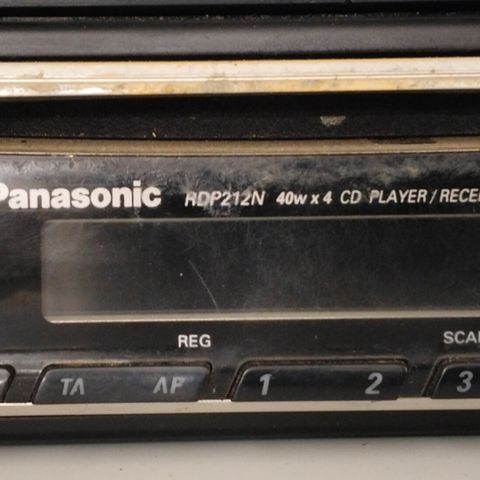 Panasonic RDP212N 40w x 4 CD PLAYER / RECE
REG SCA
TA AF 1 2 3